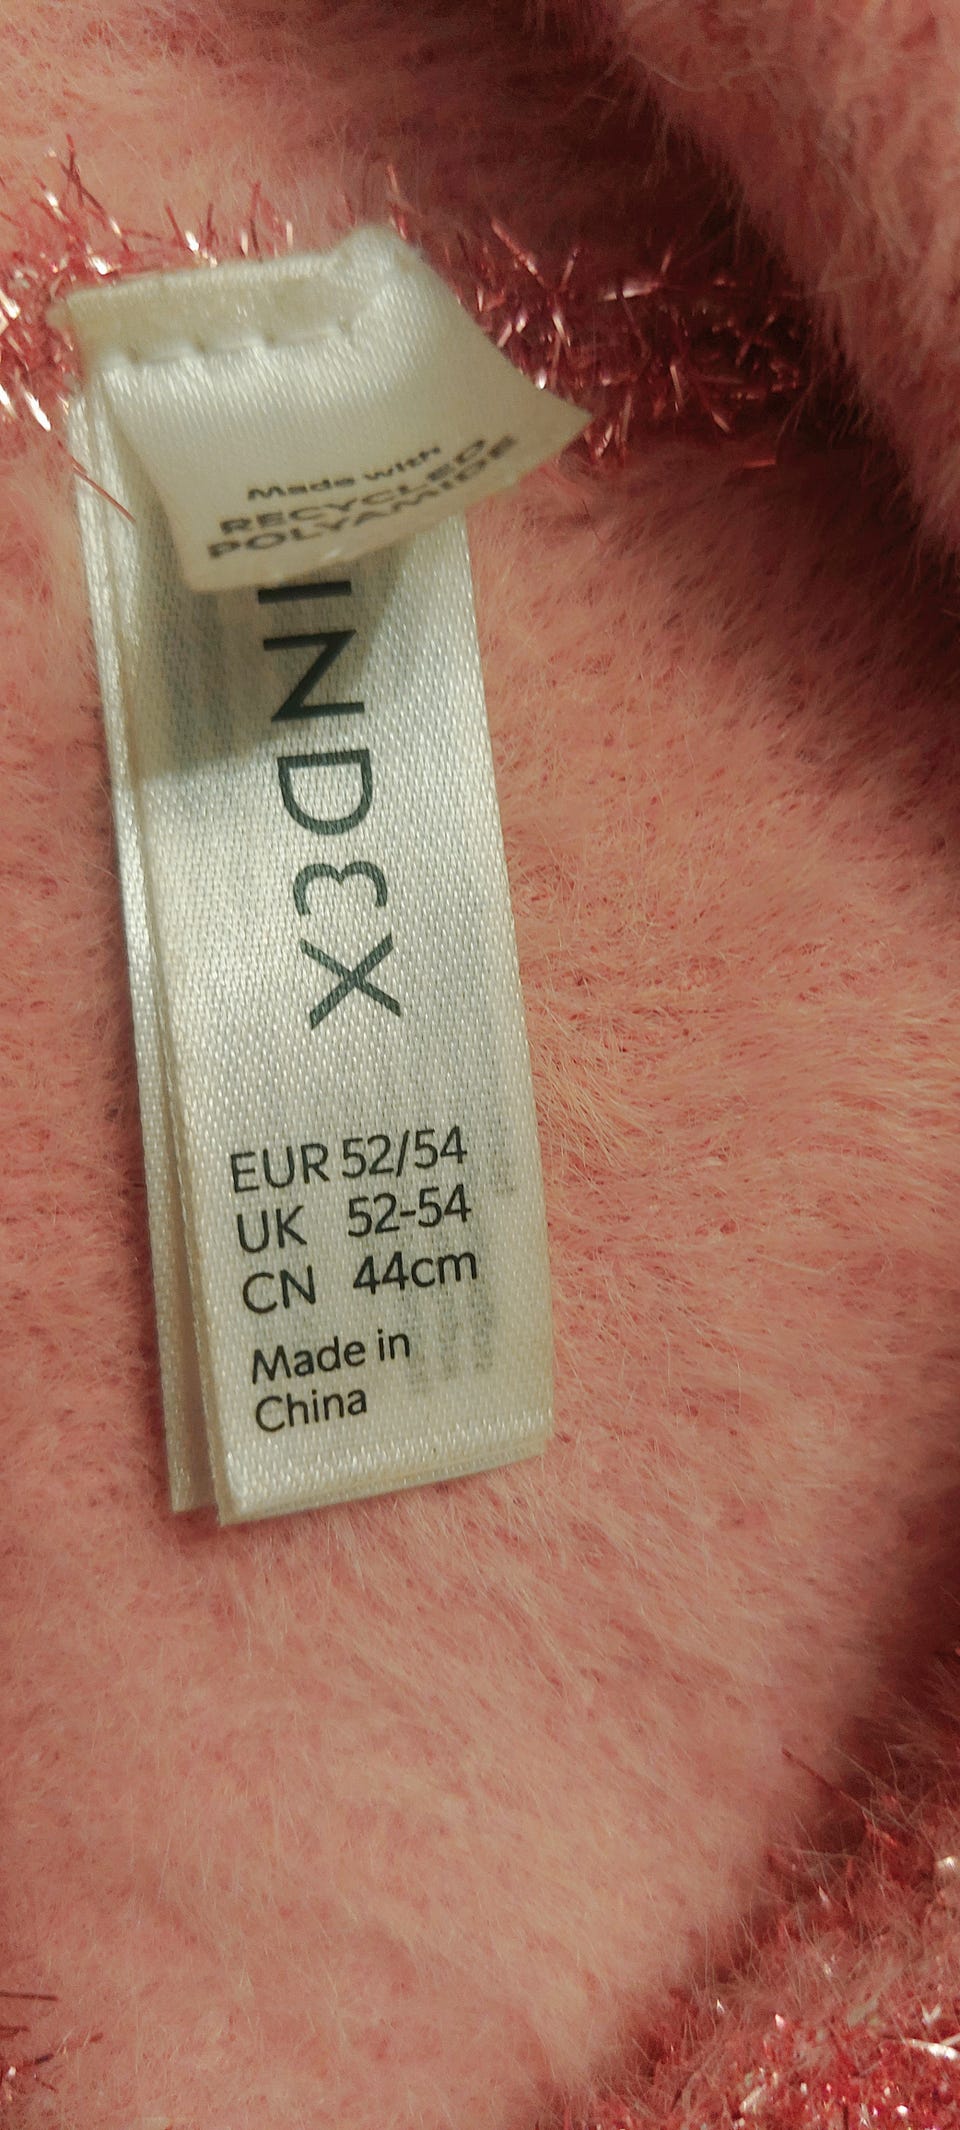 Made with
RECYCLED
POLYAMIDE
INDEX
EUR 52/54
UK 52-54
CN 44cm
Made in
China